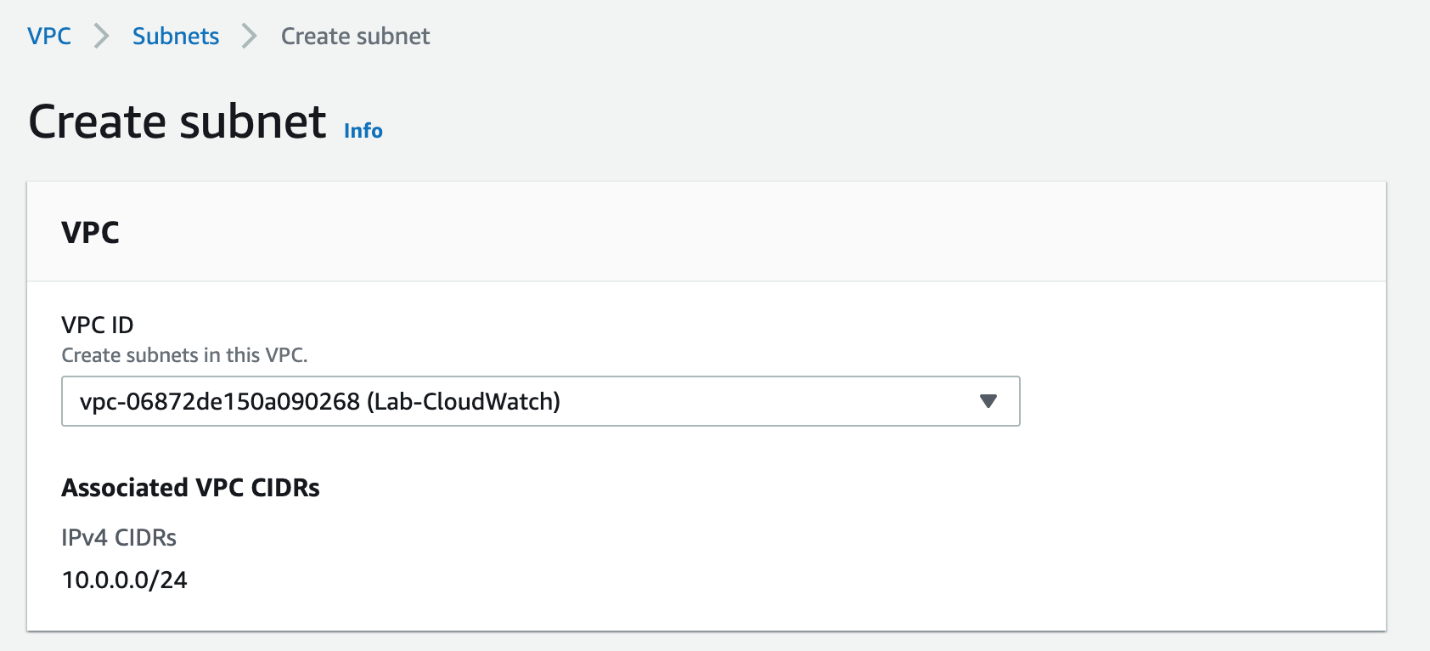 VPC > Subnets > Create subnet
Create subnet Info
VPC
VPC ID
Create subnets in this VPC.
vpc-06872de150a090268 (Lab-CloudWatch)
Associated VPC CIDRs
IPv4 CIDRs
10.0.0.0/24